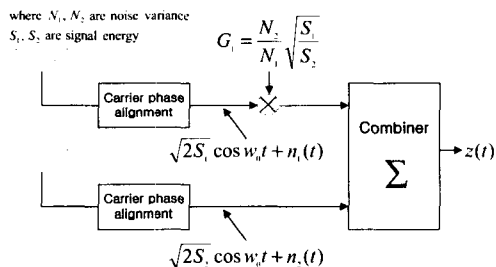 where N₁, N₂ are noise variance
S₁, S₂ are signal energy
G₁ = N₂/N₁ √(S₁/S₂)
Carrier phase
alignment
√2S₁ cos w₀t + n₁(t)
Combiner
Σ
z(t)
Carrier phase
alignment
√2S₂ cos w₀t + n₂(t)